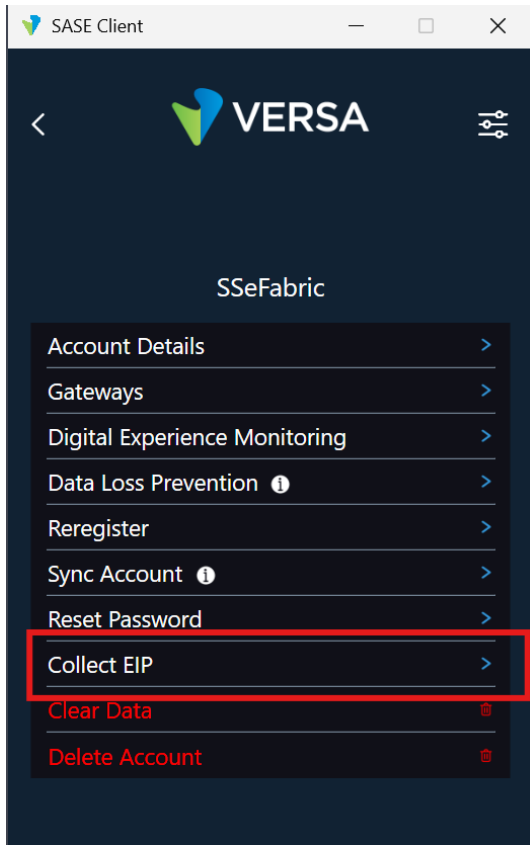 SASE Client
VERSA
SSeFabric
Account Details
Gateways
Digital Experience Monitoring
Data Loss Prevention
Reregister
Sync Account
Reset Password
Collect EIP
Clear Data
Delete Account